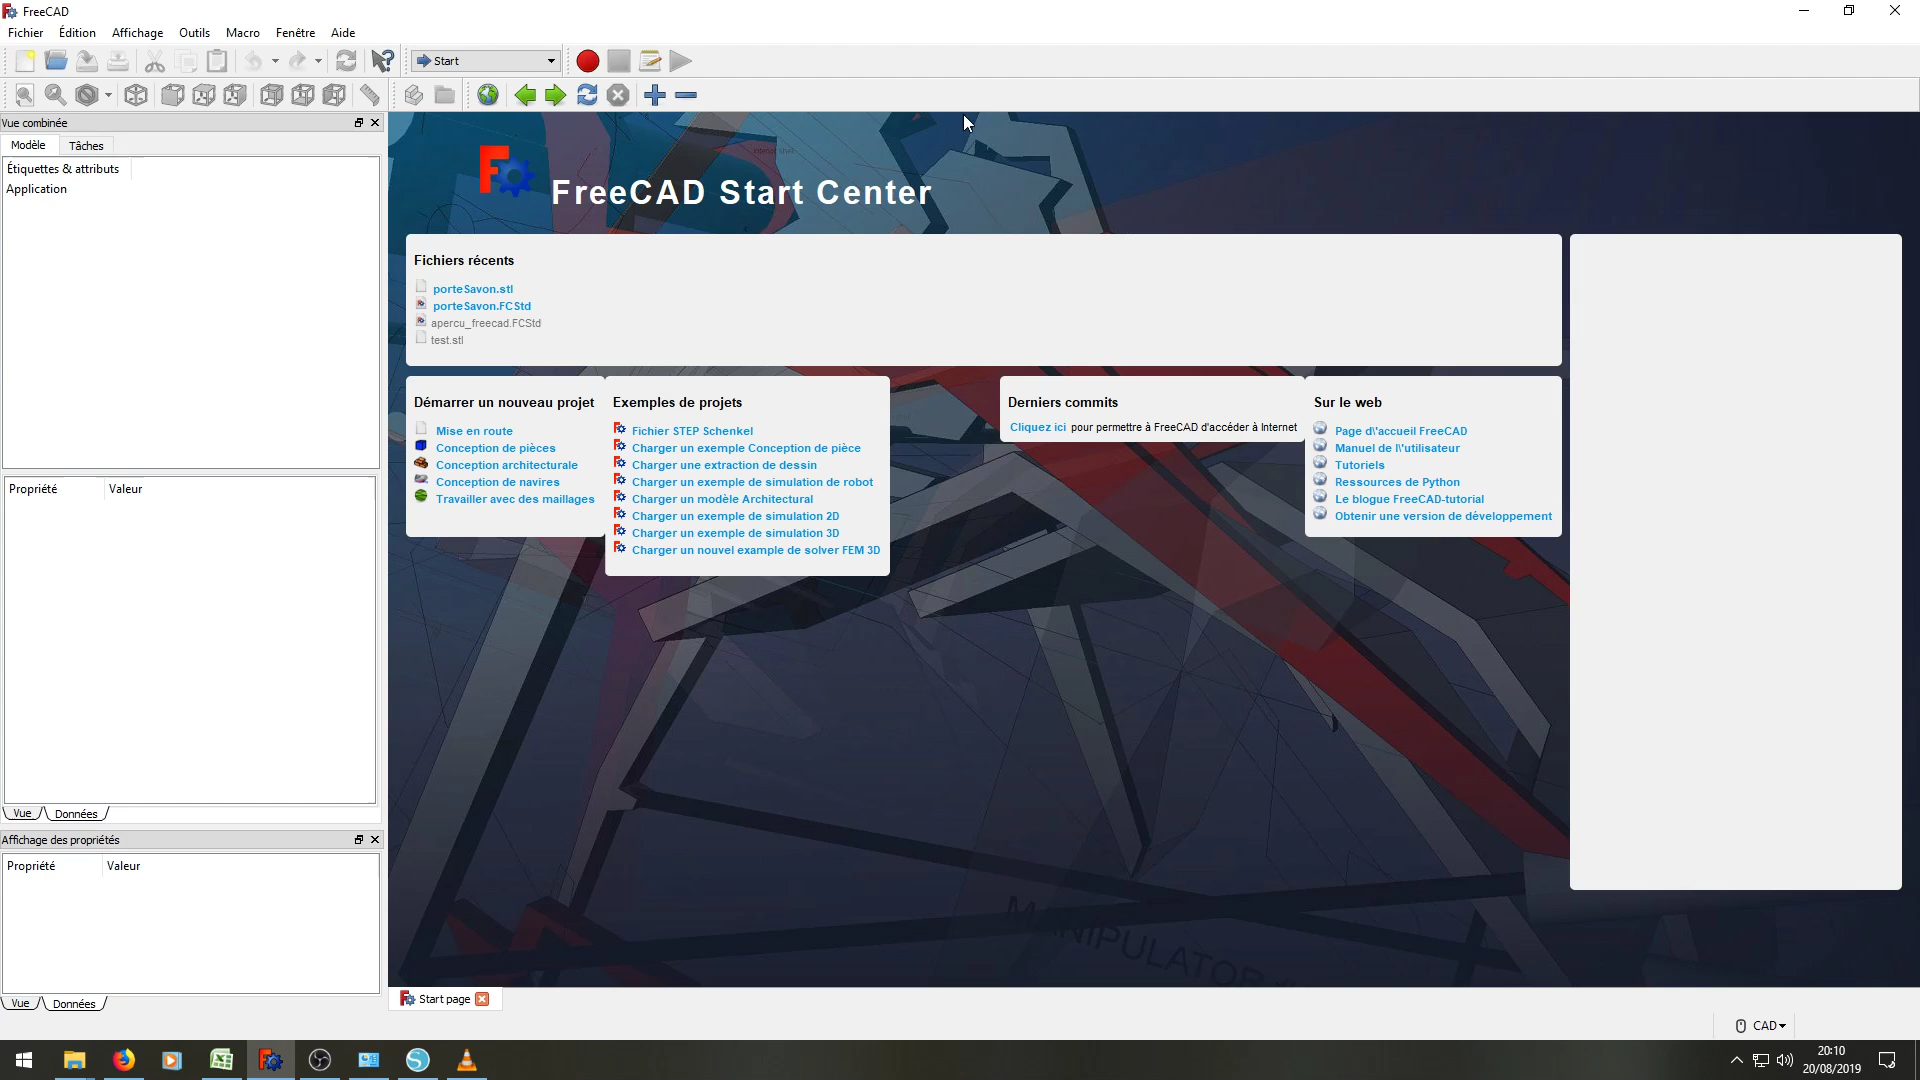 FreeCAD
Fichier Édition Affichage Outils Macro Fenêtre Aide
Start
Vue combinée
Modèle Tâches
Étiquettes & attributs
Application
Propriété Valeur
Vue Données
Affichage des propriétés
Propriété Valeur
Vue Données
FreeCAD Start Center
Fichiers récents
porteSavon.stl
porteSavon.FCStd
apercu_freecad.FCStd
test.stl
Démarrer un nouveau projet
Mise en route
Conception de pièces
Conception architecturale
Conception de navires
Travailler avec des maillages
Exemples de projets
Fichier STEP Schenkel
Charger un exemple Conception de pièce
Charger une extraction de dessin
Charger un exemple de simulation de robot
Charger un modèle Architectural
Charger un exemple de simulation 2D
Charger un exemple de simulation 3D
Charger un nouvel example de solver FEM 3D
Derniers commits
Cliquez ici pour permettre à FreeCAD d'accéder à Internet
Sur le web
Page d\'accueil FreeCAD
Manuel de l\'utilisateur
Tutoriels
Ressources de Python
Le blogue FreeCAD-tutorial
Obtenir une version de développement
MANIPULATOR
Start page
CAD
20:10
20/08/2019